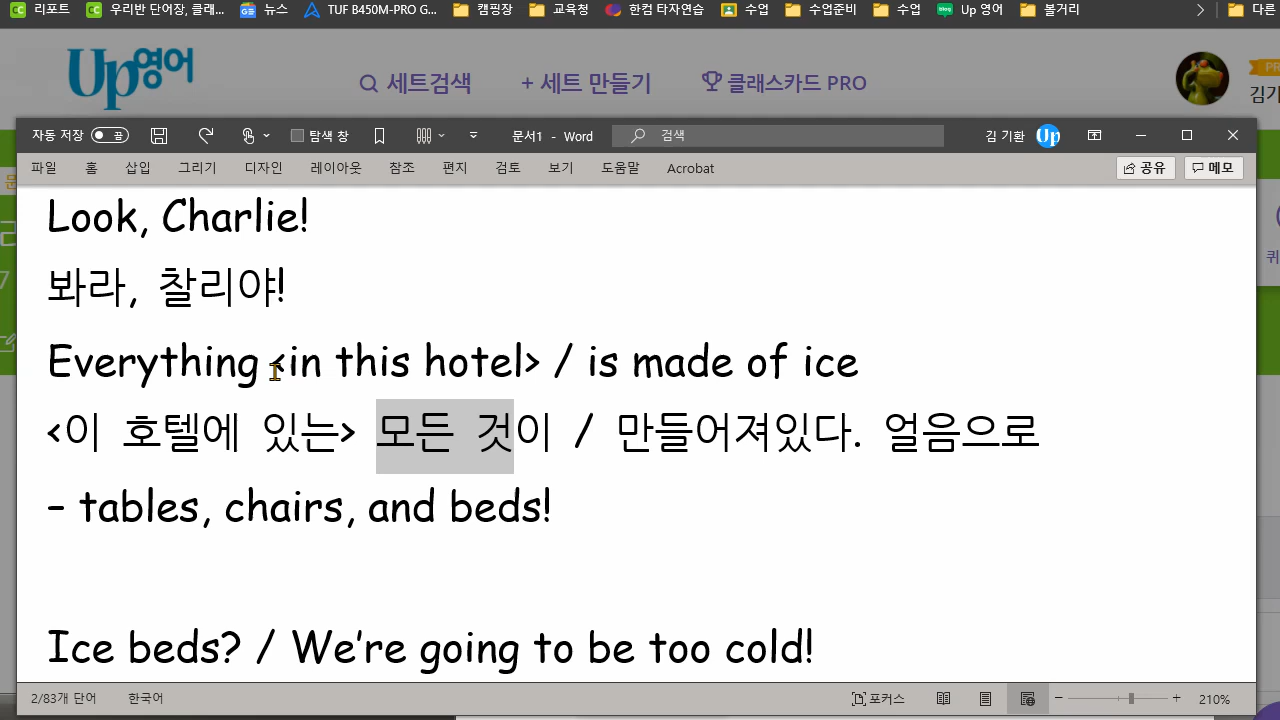 리포트 우리반 단어장, 클래... 뉴스 TUF B450M-PRO G... 캠핑장 교육청 한컴 타자연습 수업 수업준비 수업 Up 영어 볼거리 다른
Up영어 세트검색 + 세트 만들기 클래스카드 PRO
자동 저장 끔 탐색 창 문서1 - Word 검색 김 기환 Up
파일 홈 삽입 그리기 디자인 레이아웃 참조 편지 검토 보기 도움말 Acrobat 공유 메모
Look, Charlie!
봐라, 찰리야!
Everything <in this hotel> / is made of ice
<이 호텔에 있는> 모든 것이 / 만들어져있다. 얼음으로
- tables, chairs, and beds!
Ice beds? / We're going to be too cold!
2/83개 단어 한국어 포커스 210%